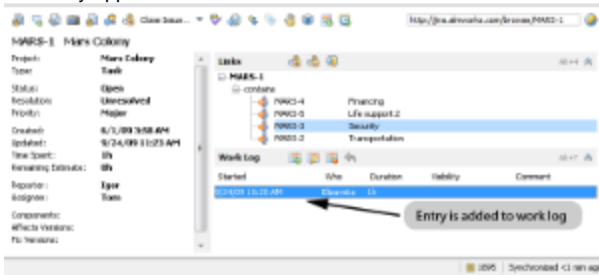 Close Issue...
http://jira.almworks.com/browse/MARS-1
MARS-1 Mars Colony
Project: Mars Colony
Type: Task
Status: Open
Resolution: Unresolved
Priority: Major
Created: 6/1/09 3:58 AM
Updated: 9/24/09 11:23 AM
Time Spent: 1h
Remaining Estimate: 0h
Reporter: Igor
Assignee: Tom
Components:
Affects Versions:
Fix Versions:
Links
MARS-1
contains
MARS-4 Financing
MARS-5 Life support 2
MARS-3 Security
MARS-2 Transportation
Work Log
Started Who Duration Visibility Comment
9/24/09 10:20 AM 1h
Entry is added to work log
Synchronized <1 min ago